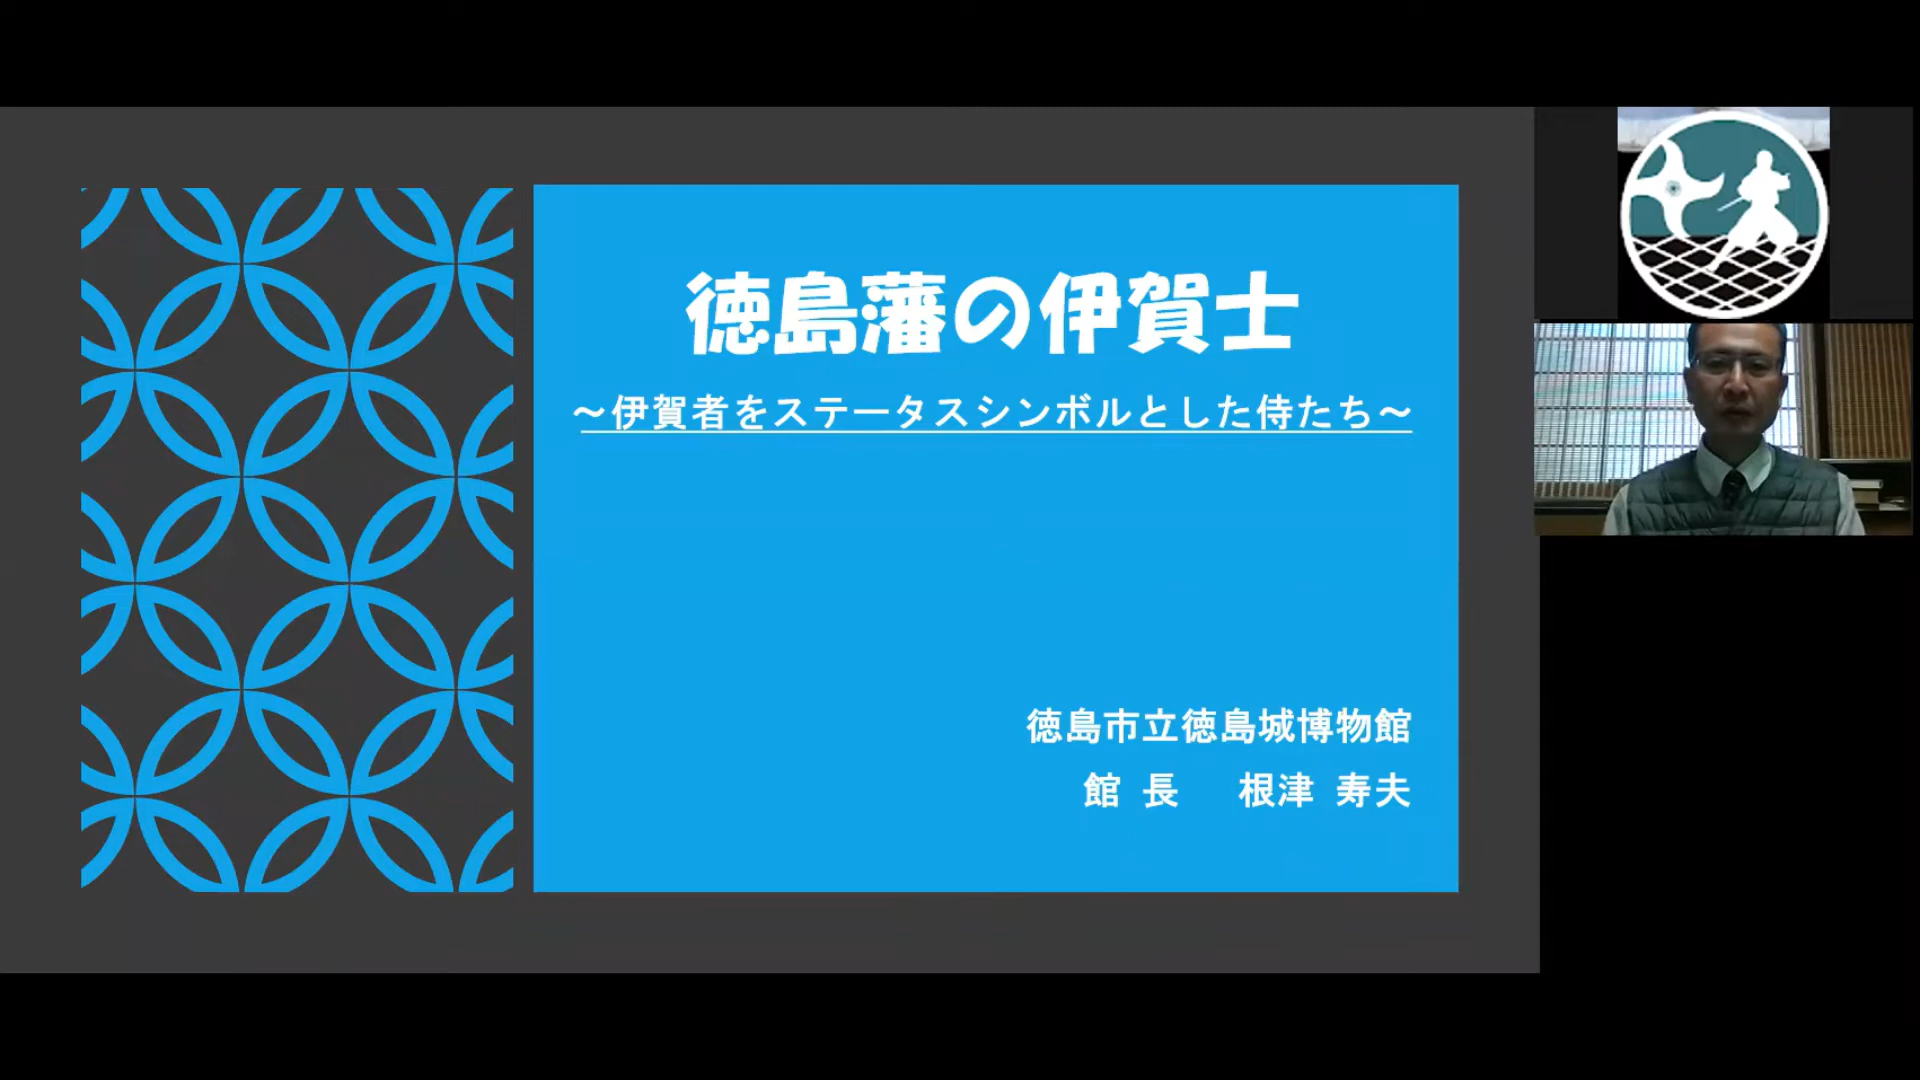 徳島藩の伊賀士
～伊賀者をステータスシンボルとした侍たち～
徳島市立徳島城博物館
館 長　根津 寿夫